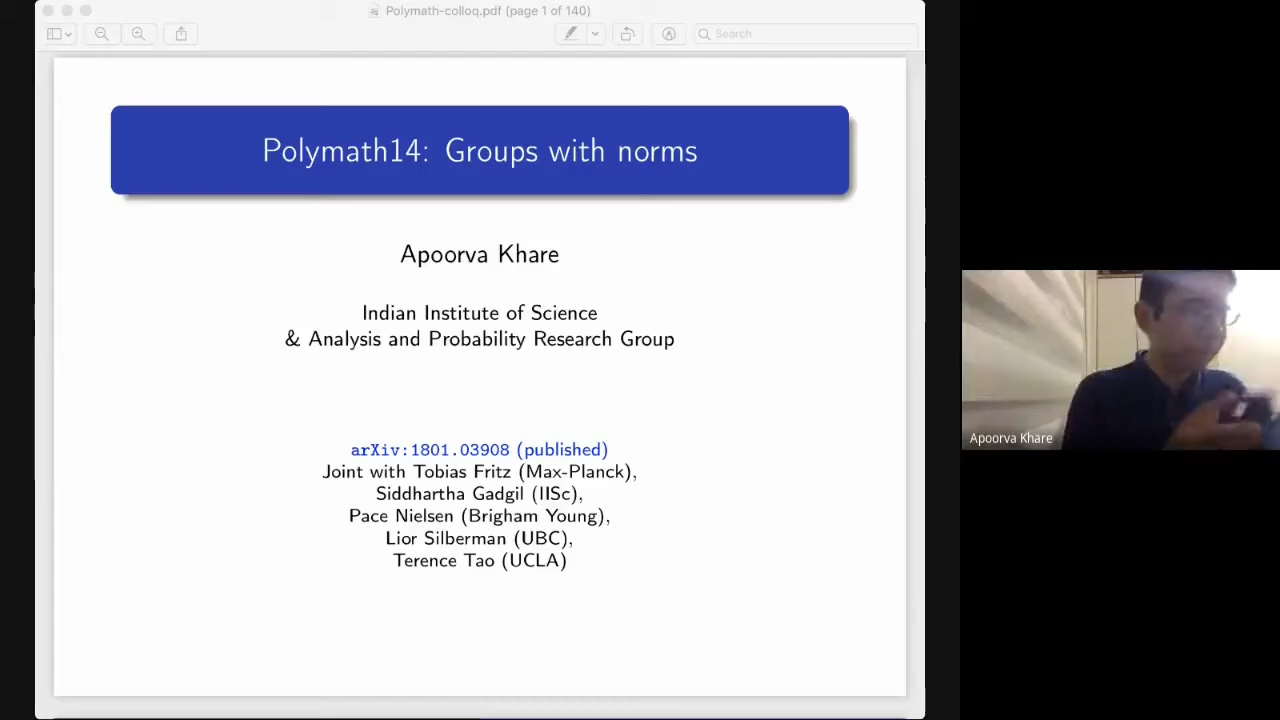 Polymath-colloq.pdf (page 1 of 140)
Search
Polymath14: Groups with norms
Apoorva Khare
Indian Institute of Science
& Analysis and Probability Research Group
arXiv:1801.03908 (published)
Joint with Tobias Fritz (Max-Planck),
Siddhartha Gadgil (IISc),
Pace Nielsen (Brigham Young),
Lior Silberman (UBC),
Terence Tao (UCLA)
Apoorva Khare